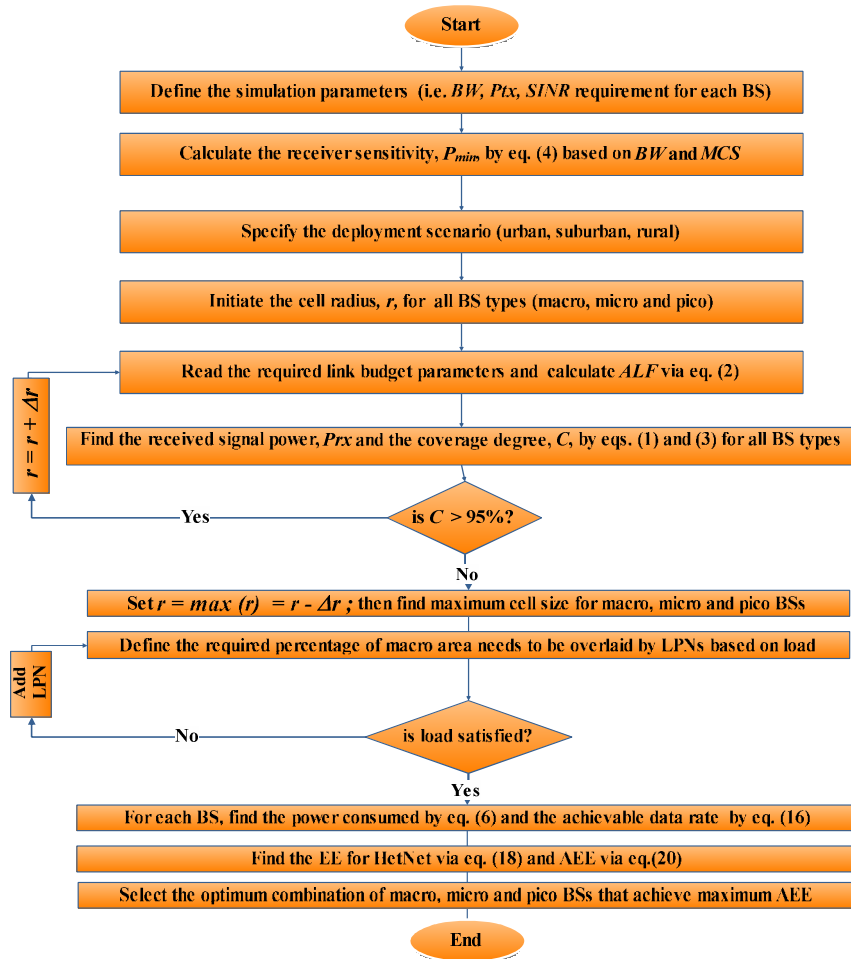 Start
Define the simulation parameters (i.e. BW, Ptx, SINR requirement for each BS)
Calculate the receiver sensitivity, Pmin, by eq. (4) based on BW and MCS
Specify the deployment scenario (urban, suburban, rural)
Initiate the cell radius, r, for all BS types (macro, micro and pico)
Read the required link budget parameters and calculate ALF via eq. (2)
r = r + Δr
Find the received signal power, Prx and the coverage degree, C, by eqs. (1) and (3) for all BS types
is C > 95%?
Yes
No
Set r = max (r) = r - Δr ; then find maximum cell size for macro, micro and pico BSs
Define the required percentage of macro area needs to be overlaid by LPNs based on load
Add
LPN
is load satisfied?
No
Yes
For each BS, find the power consumed by eq. (6) and the achievable data rate by eq. (16)
Find the EE for HetNet via eq. (18) and AEE via eq.(20)
Select the optimum combination of macro, micro and pico BSs that achieve maximum AEE
End